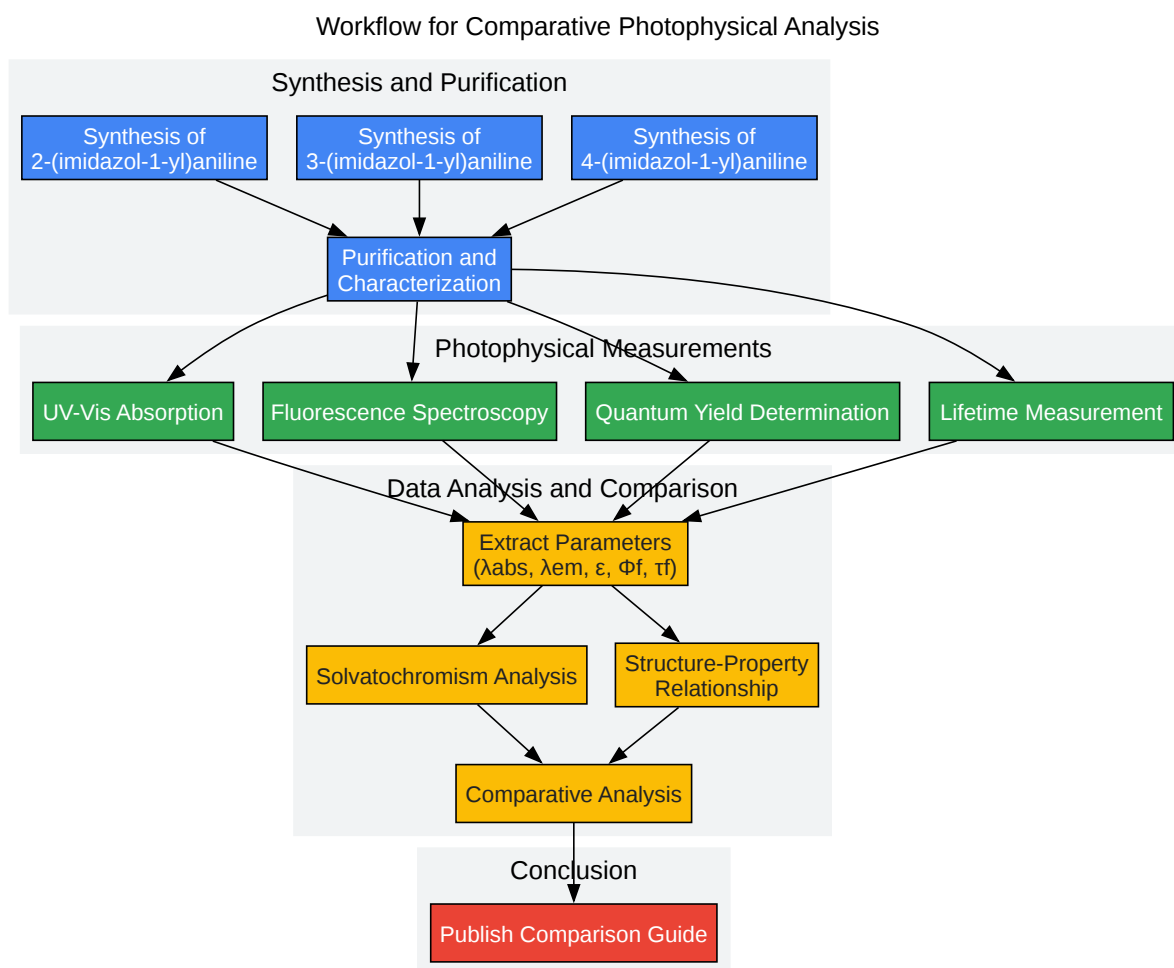 Workflow for Comparative Photophysical Analysis
Synthesis and Purification
Synthesis of
2-(imidazol-1-yl)aniline
Synthesis of
3-(imidazol-1-yl)aniline
Synthesis of
4-(imidazol-1-yl)aniline
Purification and
Characterization
Photophysical Measurements
UV-Vis Absorption
Fluorescence Spectroscopy
Quantum Yield Determination
Lifetime Measurement
Data Analysis and Comparison
Extract Parameters
(λabs, λem, ε, Φf, τf)
Solvatochromism Analysis
Structure-Property
Relationship
Comparative Analysis
Conclusion
Publish Comparison Guide